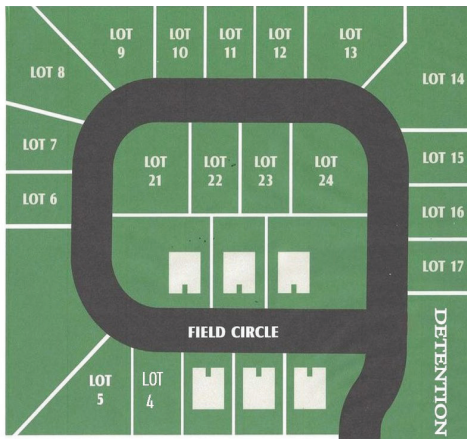 LOT
9
LOT
10
LOT
11
LOT
12
LOT
13
LOT 8
LOT 14
LOT 7
LOT
21
LOT
22
LOT
23
LOT
24
LOT 15
LOT 6
LOT 16
LOT 17
FIELD CIRCLE
DETENTION
LOT
5
LOT
4